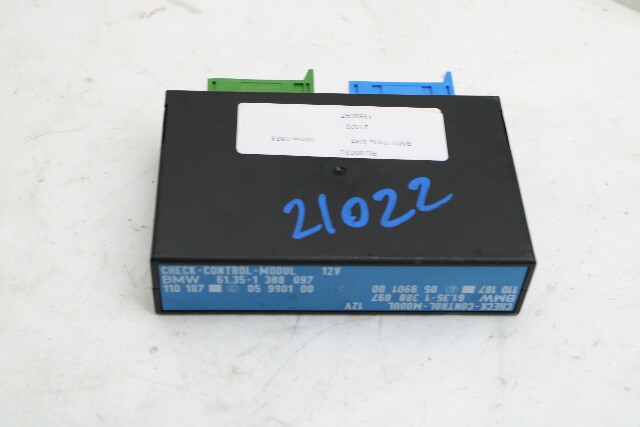 21022
CHECK-CONTROL-MODUL 12V
BMW 61.35-1 388 097
110 187 05 9901 00
CHECK-CONTROL-MODUL 12V
BMW 61.35-1 388 097
110 187 05 9901 00